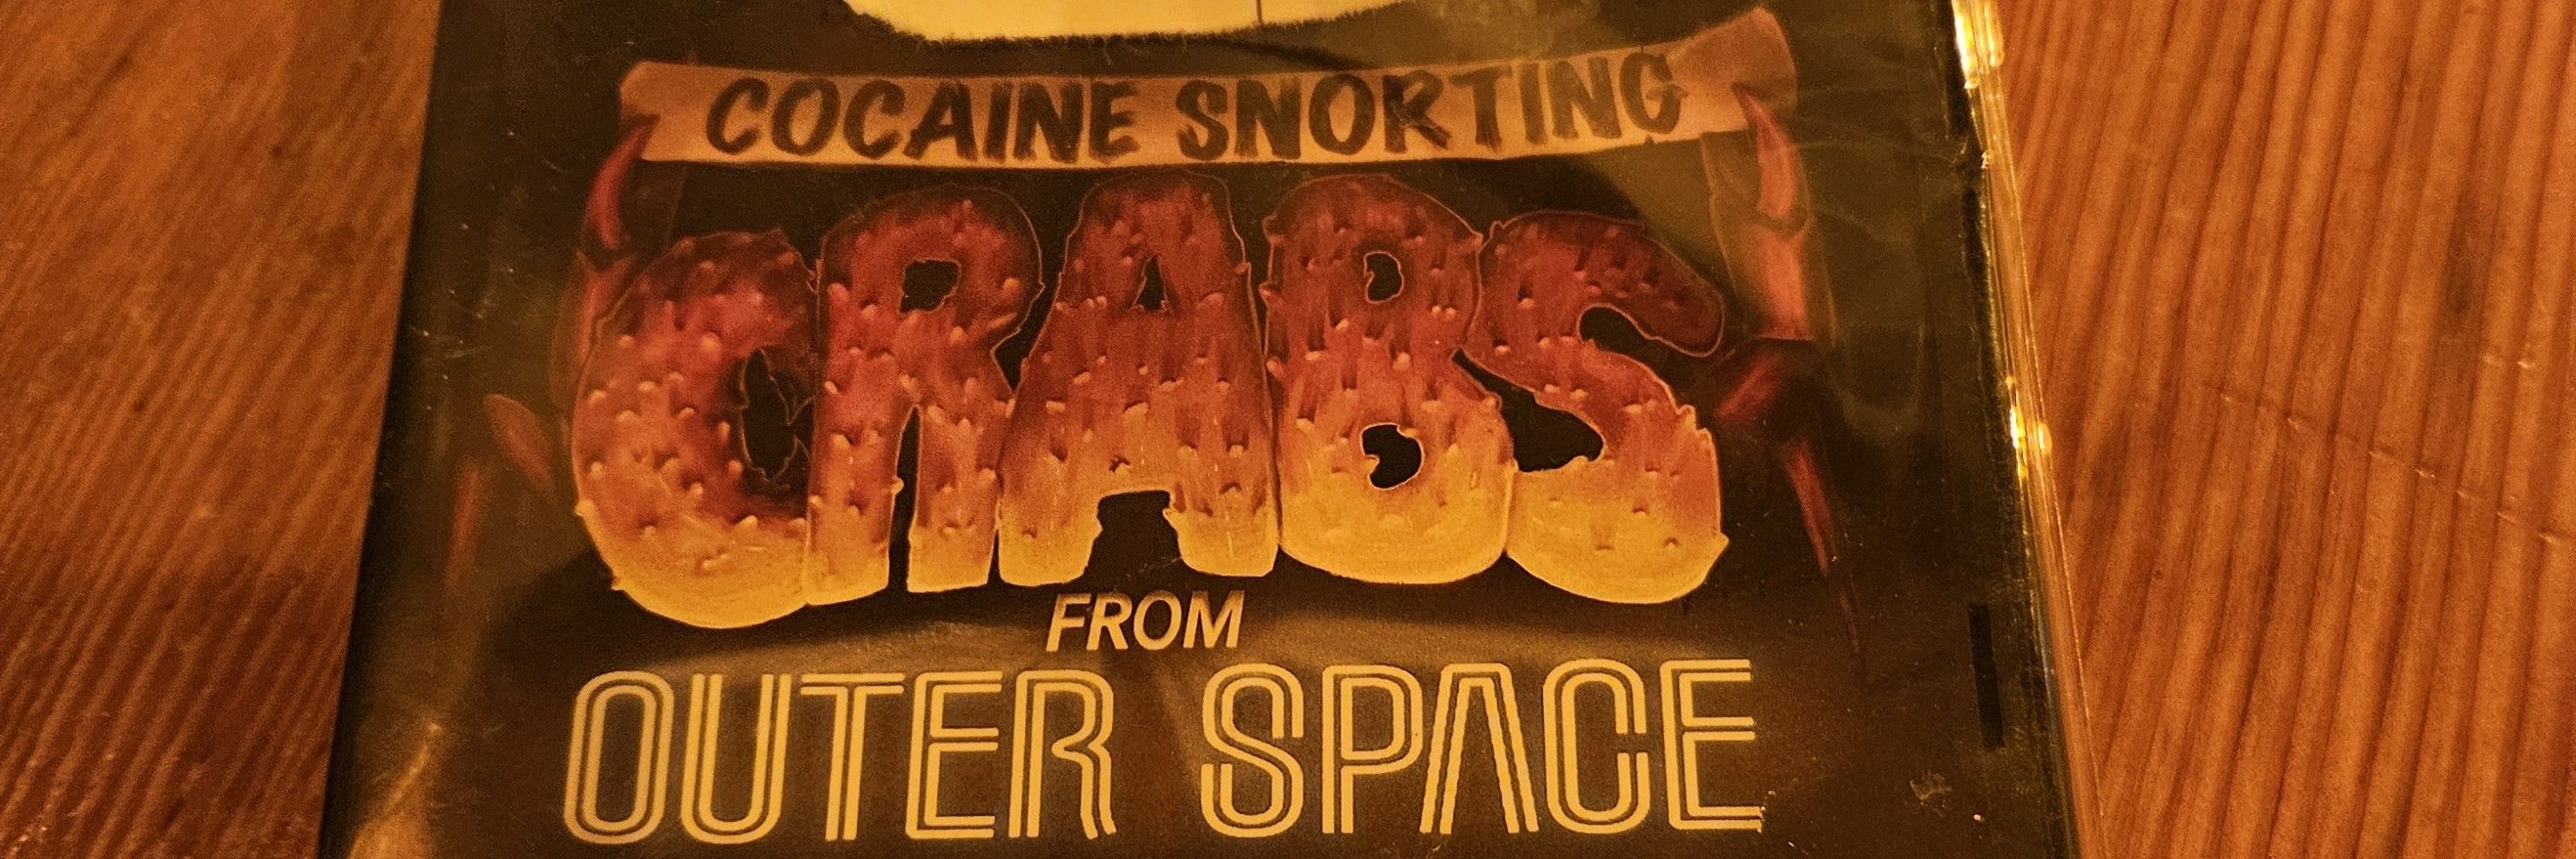 COCAINE SNORTING
CRABS
FROM
OUTER SPACE